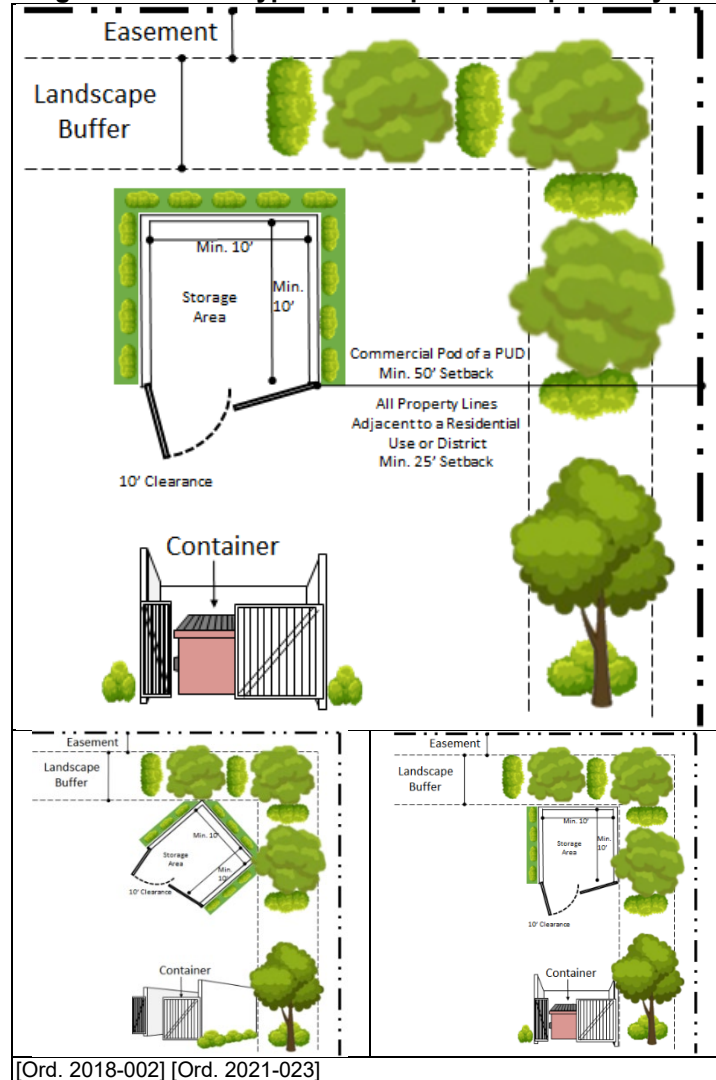 Easement
Landscape
Buffer
Min. 10'
Min.
10'
Storage
Area
Commercial Pod of a PUD
Min. 50' Setback
All Property Lines
Adjacent to a Residential
Use or District
Min. 25' Setback
10' Clearance
Container
Easement
Landscape
Buffer
Min. 10'
Storage
Area
Min.
10'
10' Clearance
Container
Easement
Landscape
Buffer
Min. 10'
Min.
10'
Storage
Area
10' Clearance
Container
[Ord. 2018-002] [Ord. 2021-023]